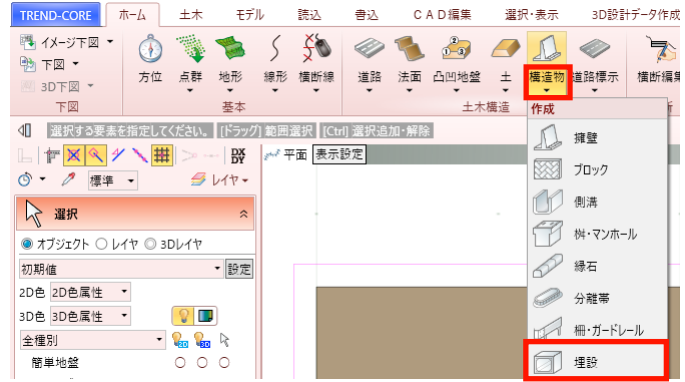 TREND-CORE ホーム 土木 モデル 読込 書込 CAD編集 選択・表示 3D設計データ作成
イメージ下図
下図
3D下図
方位 点群 地形 線形 横断線 道路 法面 凸凹地盤 土 構造物 道路標示 横断編集
下図 基本 土木構造
作成
選択する要素を指定してください。 [ドラッグ] 範囲選択 [Ctrl] 選択追加・解除
擁壁
ブロック
側溝
桝・マンホール
縁石
分離帯
柵・ガードレール
埋設
平面 表示設定
標準 レイヤ
選択
オブジェクト レイヤ 3Dレイヤ
初期値 設定
2D色 2D色属性
3D色 3D色属性
全種別
簡単地盤